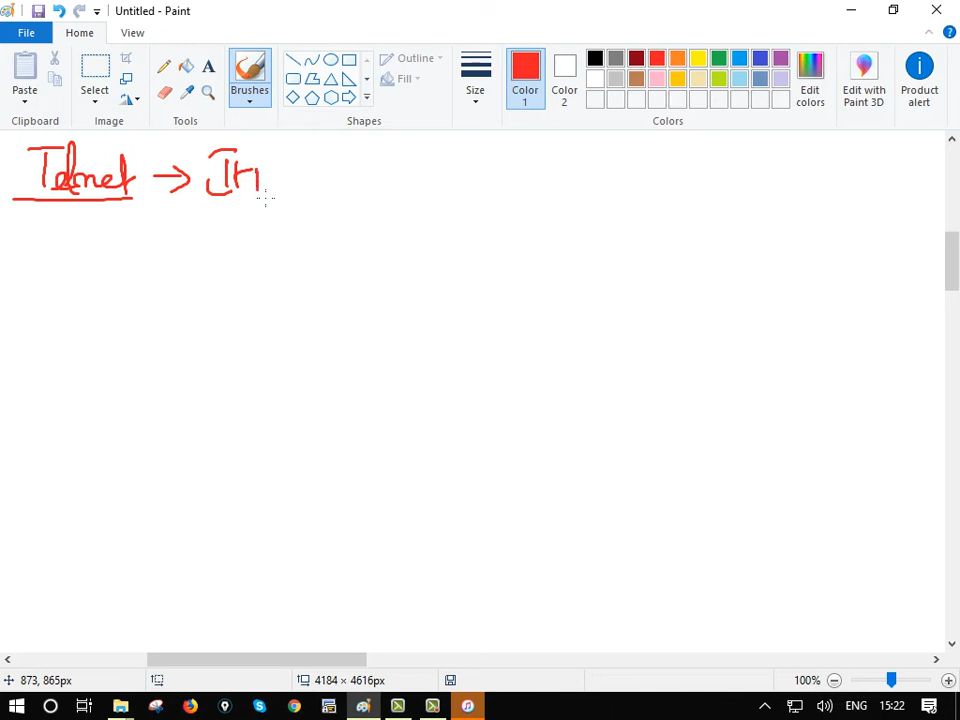 Untitled - Paint
File Home View
Paste Select Brushes Outline Fill Size Color 1 Color 2 Edit colors Edit with Paint 3D Product alert
Clipboard Image Tools Shapes Colors
Telnet →
873, 865px 4184 × 4616px 100%
ENG 15:22